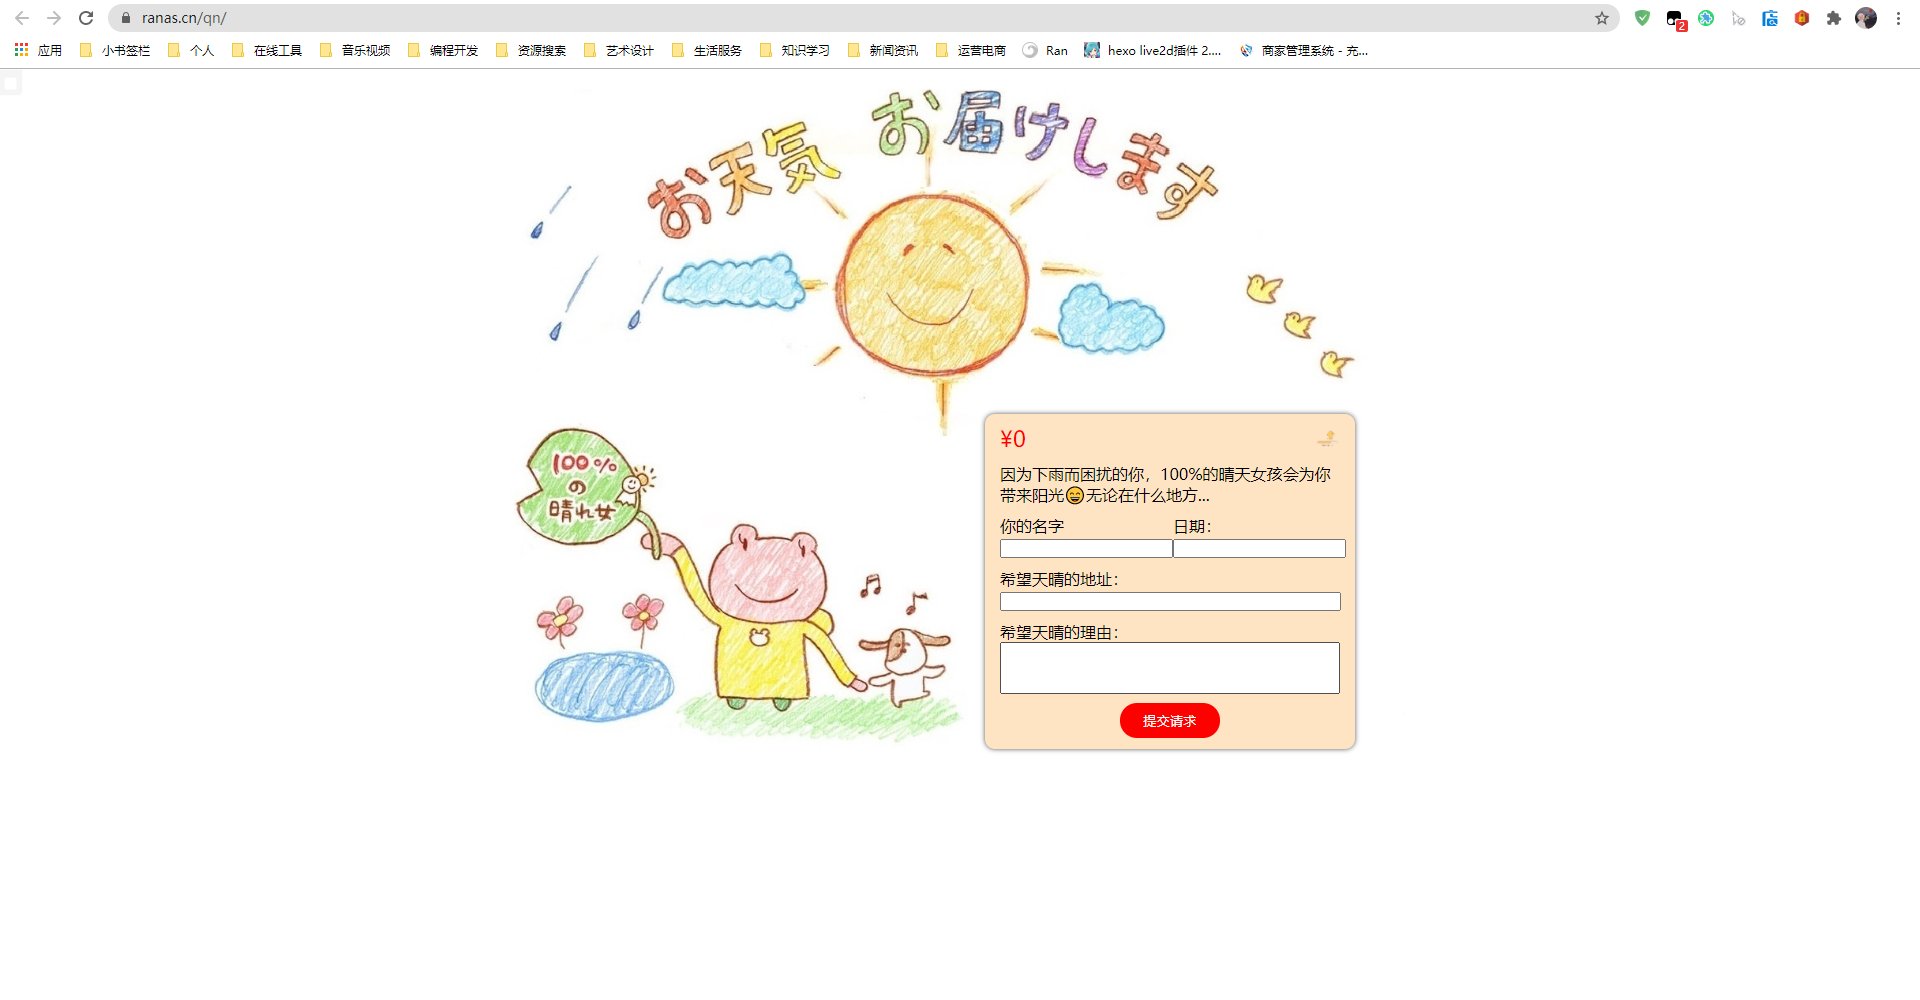 ranas.cn/qn/
2
应用 小书签栏 个人 在线工具 音乐视频 编程开发 资源搜索 艺术设计 生活服务 知识学习 新闻资讯 运营电商 Ran hexo live2d插件 2.... 商家管理系统 - 充...
お天気 お届けします
100%
の
晴れ女
¥0
因为下雨而困扰的你，100%的晴天女孩会为你
带来阳光😄无论在什么地方...
你的名字 日期：
希望天晴的地址：
希望天晴的理由：
提交请求